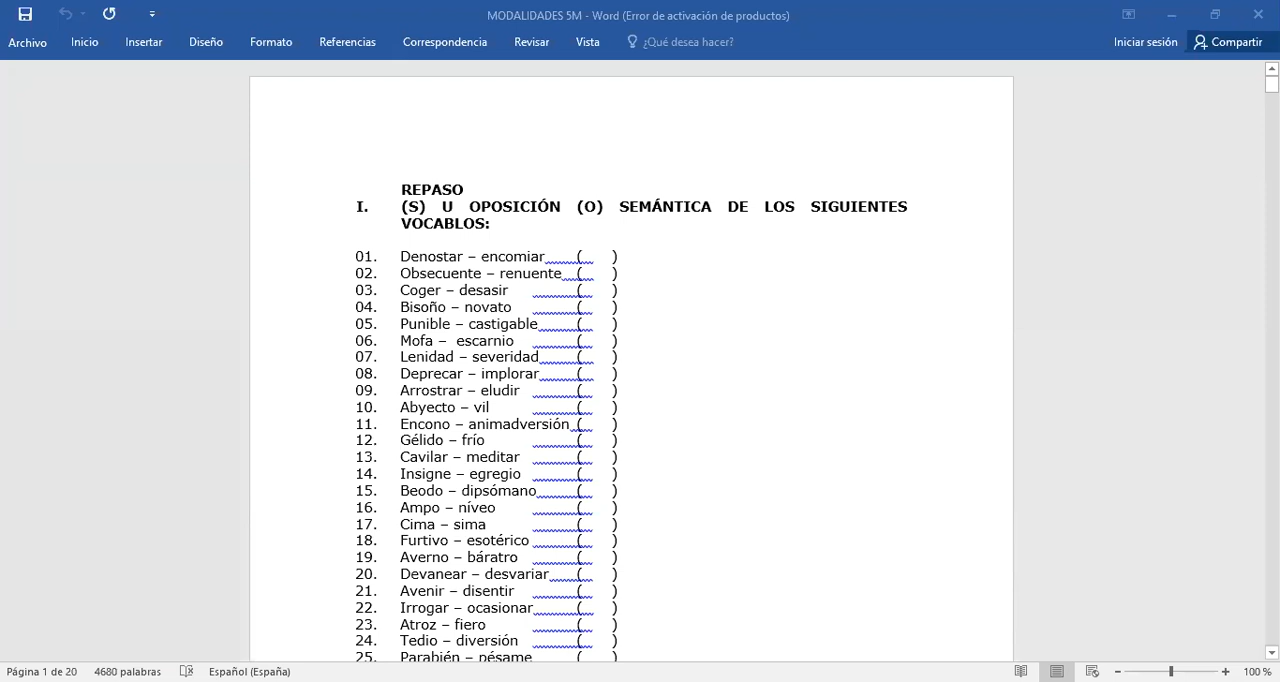 MODALIDADES 5M - Word (Error de activación de productos)
Archivo Inicio Insertar Diseño Formato Referencias Correspondencia Revisar Vista ¿Qué desea hacer? Iniciar sesión Compartir
REPASO
I. (S) U OPOSICIÓN (O) SEMÁNTICA DE LOS SIGUIENTES
VOCABLOS:
01. Denostar – encomiar ( )
02. Obsecuente – renuente ( )
03. Coger – desasir ( )
04. Bisoño – novato ( )
05. Punible – castigable ( )
06. Mofa – escarnio ( )
07. Lenidad – severidad ( )
08. Deprecar – implorar ( )
09. Arrostrar – eludir ( )
10. Abyecto – vil ( )
11. Encono – animadversión ( )
12. Gélido – frío ( )
13. Cavilar – meditar ( )
14. Insigne – egregio ( )
15. Beodo – dipsómano ( )
16. Ampo – níveo ( )
17. Cima – sima ( )
18. Furtivo – esotérico ( )
19. Averno – báratro ( )
20. Devanear – desvariar ( )
21. Avenir – disentir ( )
22. Irrogar – ocasionar ( )
23. Atroz – fiero ( )
24. Tedio – diversión ( )
25. Parabién – pésame ( )
Página 1 de 20 4680 palabras Español (España) 100 %